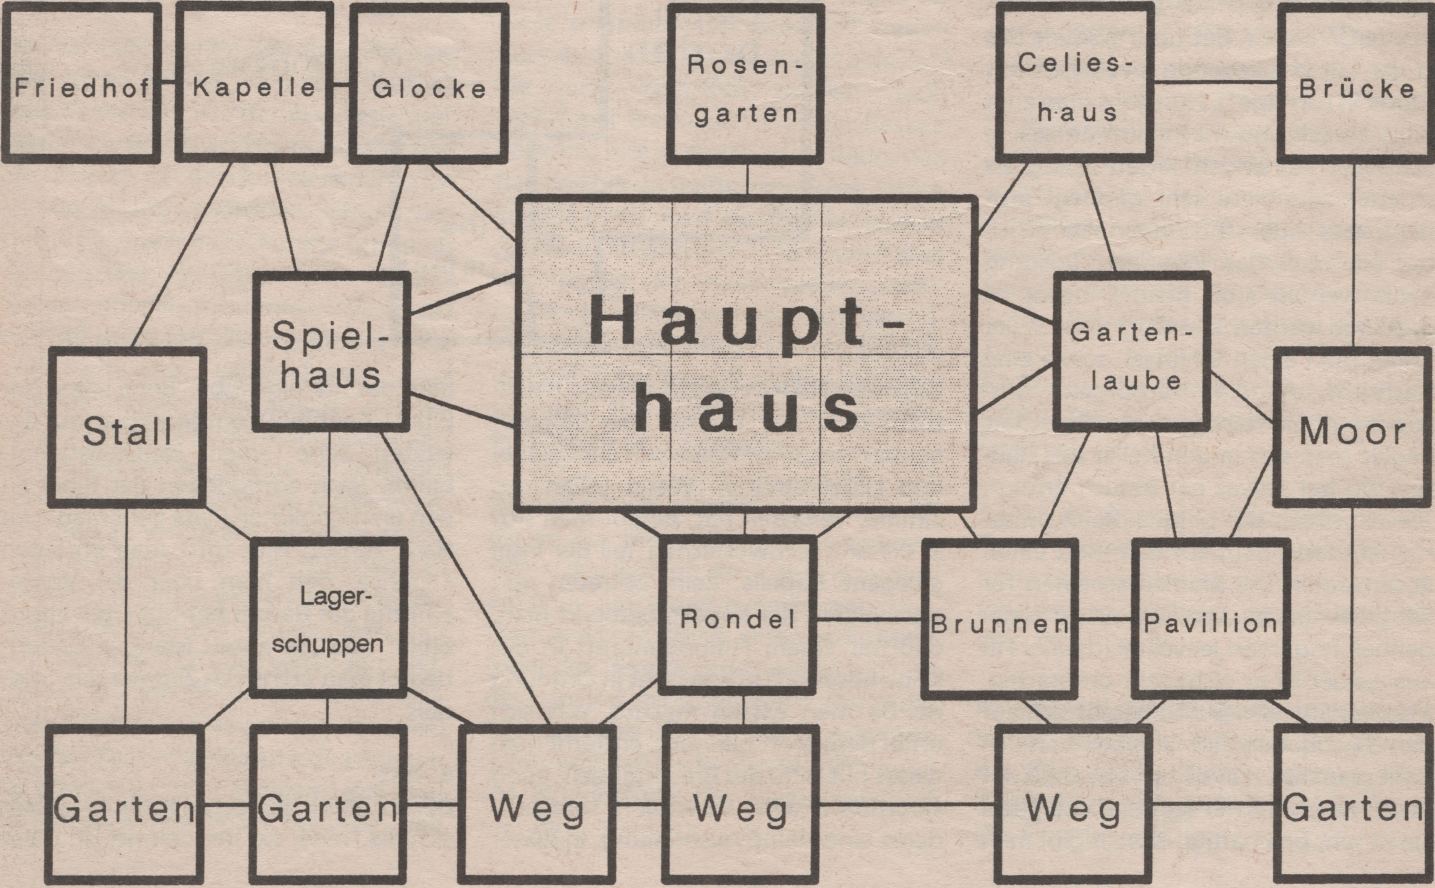 Friedhof
Kapelle
Glocke
Rosen-
garten
Celies-
haus
Brücke
Haupt-
haus
Spiel-
haus
Garten-
laube
Stall
Moor
Lager-
schuppen
Rondel
Brunnen
Pavillion
Garten
Garten
Weg
Weg
Weg
Garten